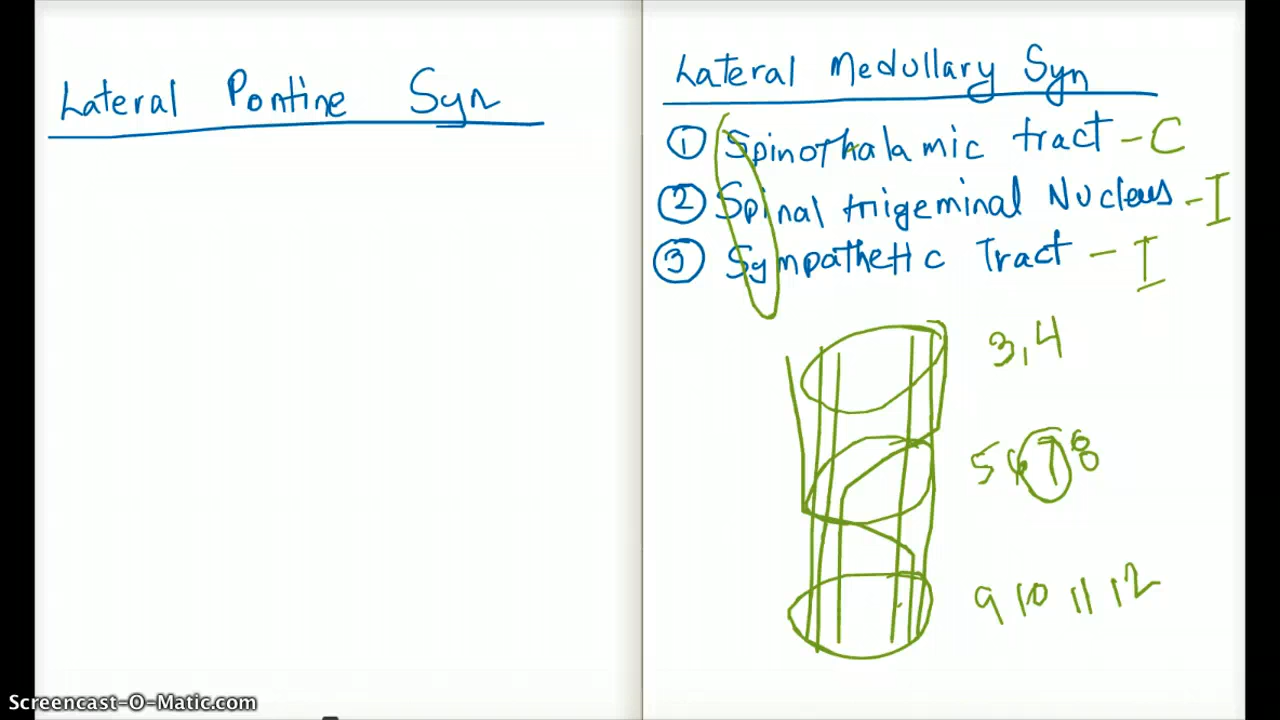 Lateral Pontine Syn
Lateral Medullary Syn
① Spinothalamic tract - C
② Spinal trigeminal Nucleus - I
③ Sympathetic Tract - I
3, 4
5 6 7 8
9 10 11 12
Screencast-O-Matic.com